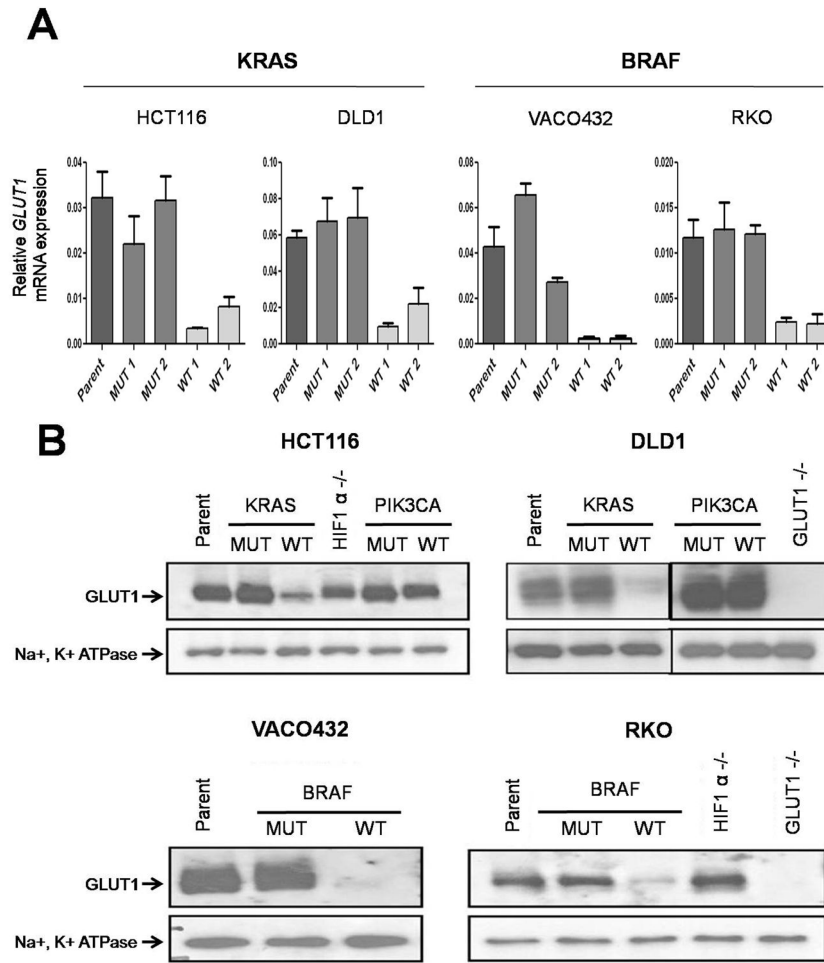 A
KRAS
BRAF
HCT116
DLD1
VACO432
RKO
Relative GLUT1
mRNA expression
0.04
0.03
0.02
0.01
0.00
Parent
MUT 1
MUT 2
WT 1
WT 2
0.10
0.08
0.06
0.04
0.02
0.00
Parent
MUT 1
MUT 2
WT 1
WT 2
0.08
0.06
0.04
0.02
0.00
Parent
MUT 1
MUT 2
WT 1
WT 2
0.020
0.015
0.010
0.005
0.000
Parent
MUT 1
MUT 2
WT 1
WT 2
B
HCT116
Parent
KRAS
MUT WT
HIF1 α -/-
PIK3CA
MUT WT
GLUT1
Na+, K+ ATPase
DLD1
Parent
KRAS
MUT WT
PIK3CA
MUT WT
GLUT1 -/-
VACO432
Parent
BRAF
MUT WT
GLUT1
Na+, K+ ATPase
RKO
Parent
BRAF
MUT WT
HIF1 α -/-
GLUT1 -/-